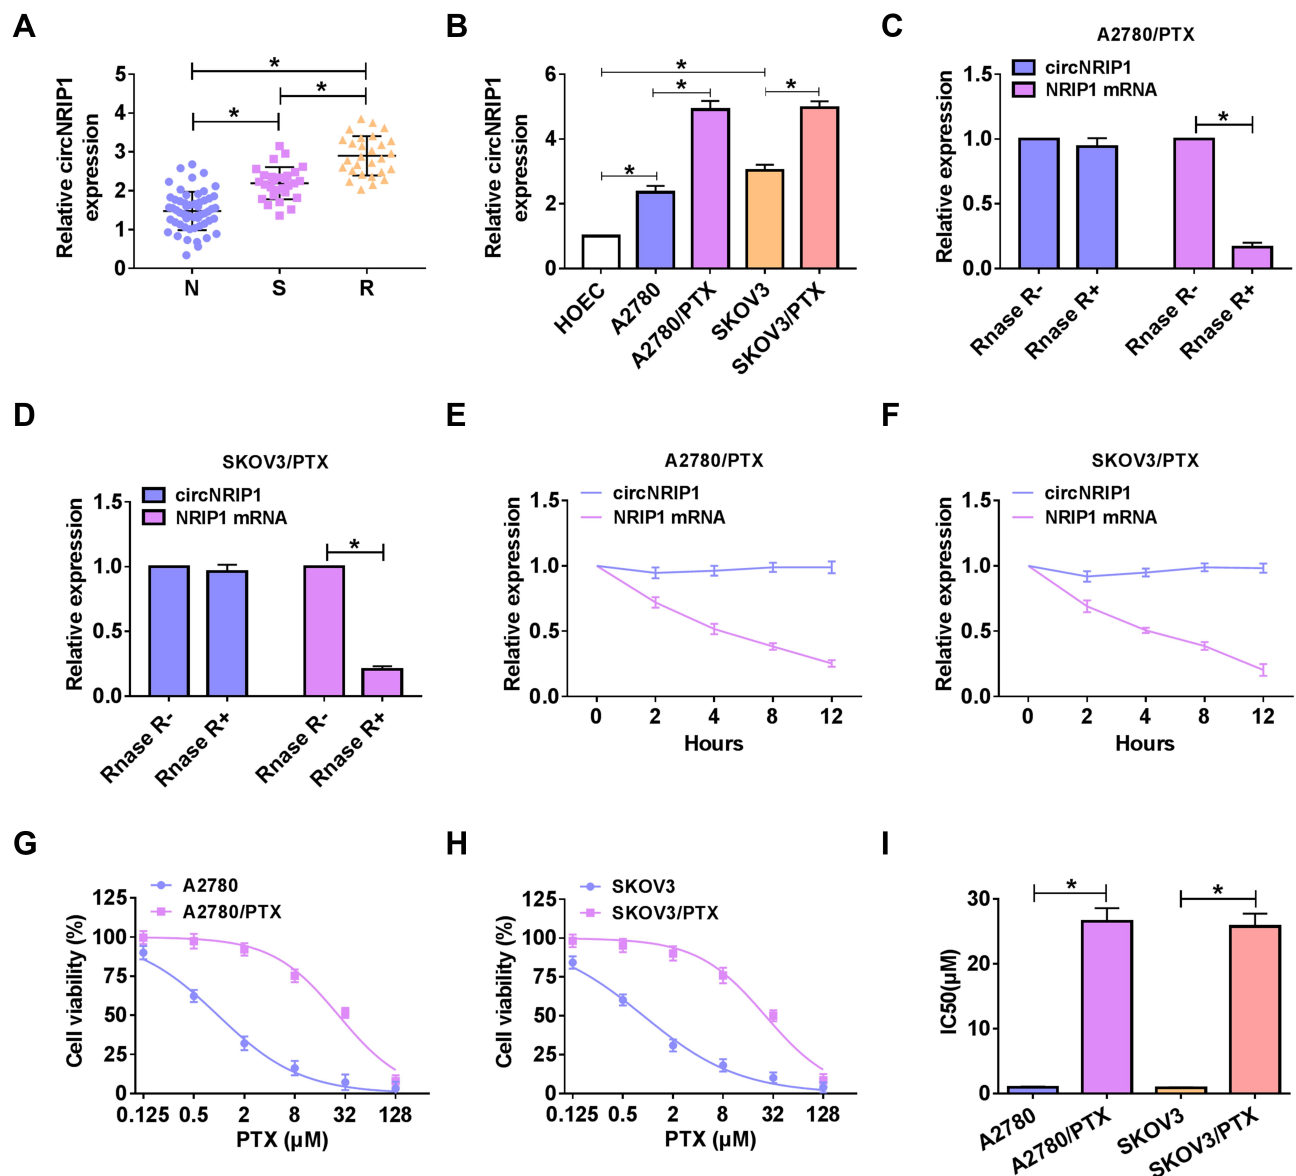 A
Relative circNRIP1
expression
5
4
3
2
1
0
*
*
*
N S R
B
Relative circNRIP1
expression
6
4
2
0
*
*
*
*
HOEC A2780 A2780/PTX SKOV3 SKOV3/PTX
C
A2780/PTX
circNRIP1
NRIP1 mRNA
Relative expression
1.5
1.0
0.5
0.0
*
Rnase R- Rnase R+ Rnase R- Rnase R+
D
SKOV3/PTX
circNRIP1
NRIP1 mRNA
Relative expression
1.5
1.0
0.5
0.0
*
Rnase R- Rnase R+ Rnase R- Rnase R+
E
A2780/PTX
circNRIP1
NRIP1 mRNA
Relative expression
1.5
1.0
0.5
0.0
0 2 4 8 12
Hours
F
SKOV3/PTX
circNRIP1
NRIP1 mRNA
Relative expression
1.5
1.0
0.5
0.0
0 2 4 8 12
Hours
G
A2780
A2780/PTX
Cell viability (%)
125
100
75
50
25
0
0.125 0.5 2 8 32 128
PTX (μM)
H
SKOV3
SKOV3/PTX
Cell viability (%)
125
100
75
50
25
0
0.125 0.5 2 8 32 128
PTX (μM)
I
IC50(μM)
30
20
10
0
*
*
A2780 A2780/PTX SKOV3 SKOV3/PTX